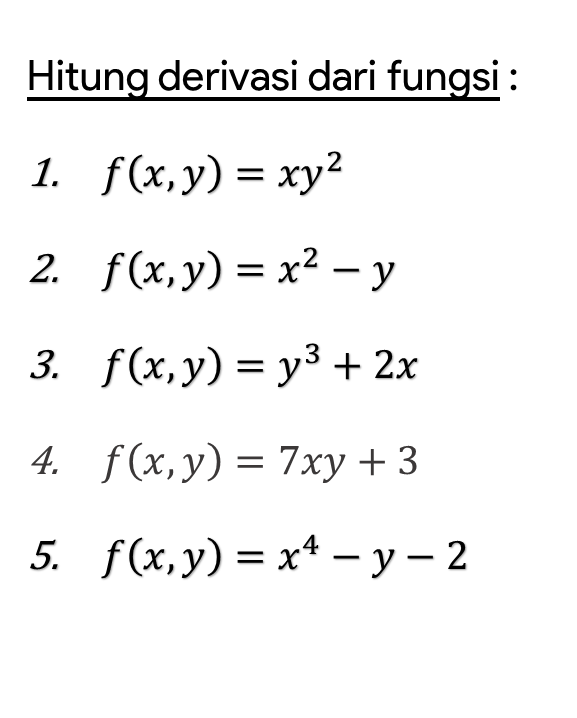 Hitung derivasi dari fungsi :
1. f(x, y) = xy²
2. f(x, y) = x² − y
3. f(x, y) = y³ + 2x
4. f(x, y) = 7xy + 3
5. f(x, y) = x⁴ − y − 2